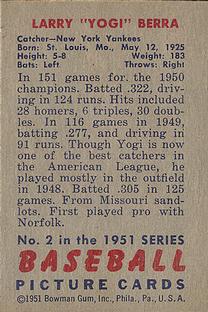 LARRY "YOGI" BERRA
Catcher—New York Yankees
Born: St. Louis, Mo., May 12, 1925
Height: 5-8 Weight: 183
Bats: Left Throws: Right
In 151 games for the 1950
champions. Batted .322, driving
in 124 runs. Hits included
28 homers, 6 triples, 30 doub-
les. In 116 games in 1949,
batting .277, and driving in
91 runs. Though Yogi is now
one of the best catchers in
the American League, he
played mostly in the outfield
in 1948. Batted .305 in 125
games. From Missouri sand-
lots. First played pro with
Norfolk.
No. 2 in the 1951 SERIES
BASEBALL
PICTURE CARDS
©1951 Bowman Gum, Inc., Phila., Pa., U. S. A.